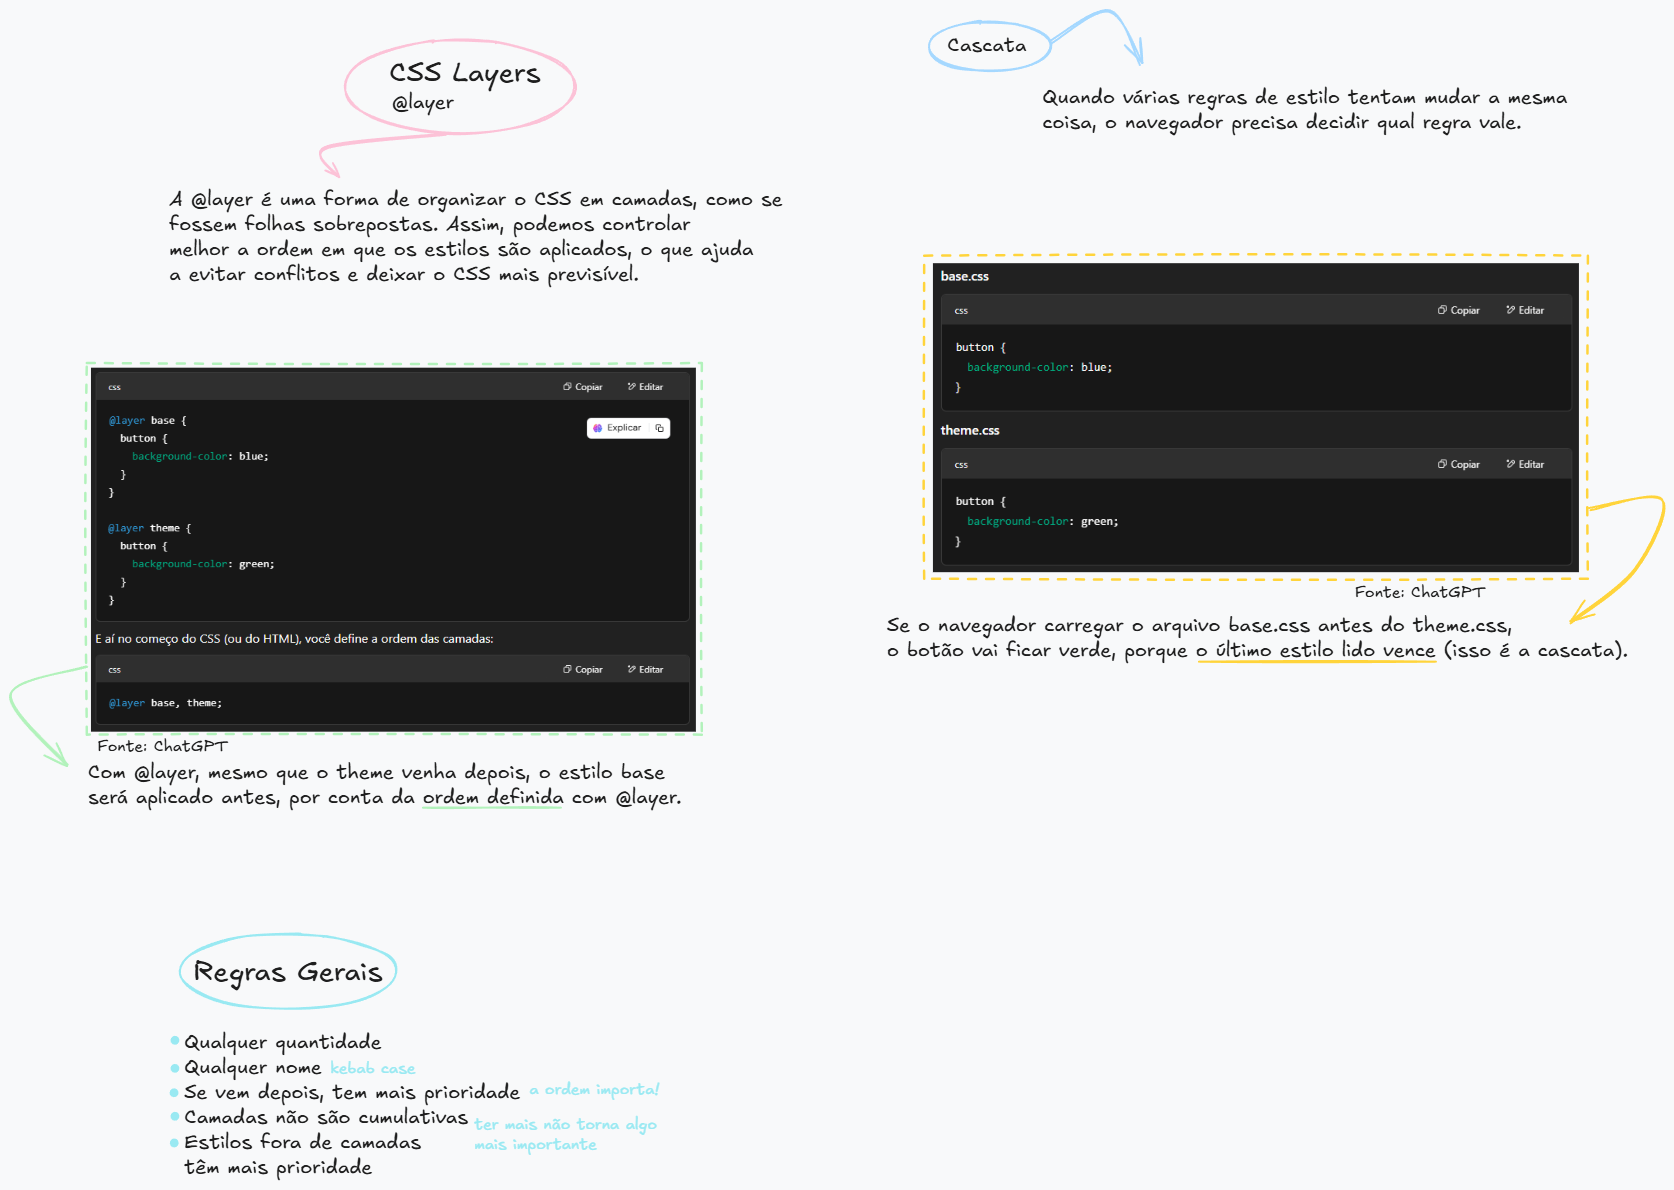 CSS Layers
@layer
A @layer é uma forma de organizar o CSS em camadas, como se
fossem folhas sobrepostas. Assim, podemos controlar
melhor a ordem em que os estilos são aplicados, o que ajuda
a evitar conflitos e deixar o CSS mais previsível.
css
Copiar
Editar
@layer base {
  button {
    background-color: blue;
  }
}
Explicar
@layer theme {
  button {
    background-color: green;
  }
}
E aí no começo do CSS (ou do HTML), você define a ordem das camadas:
css
Copiar
Editar
@layer base, theme;
Fonte: ChatGPT
Com @layer, mesmo que o theme venha depois, o estilo base
será aplicado antes, por conta da ordem definida com @layer.
Cascata
Quando várias regras de estilo tentam mudar a mesma
coisa, o navegador precisa decidir qual regra vale.
base.css
css
Copiar
Editar
button {
  background-color: blue;
}
theme.css
css
Copiar
Editar
button {
  background-color: green;
}
Fonte: ChatGPT
Se o navegador carregar o arquivo base.css antes do theme.css,
o botão vai ficar verde, porque o último estilo lido vence (isso é a cascata).
Regras Gerais
Qualquer quantidade
Qualquer nome kebab case
Se vem depois, tem mais prioridade a ordem importa!
Camadas não são cumulativas
ter mais não torna algo
mais importante
Estilos fora de camadas
têm mais prioridade